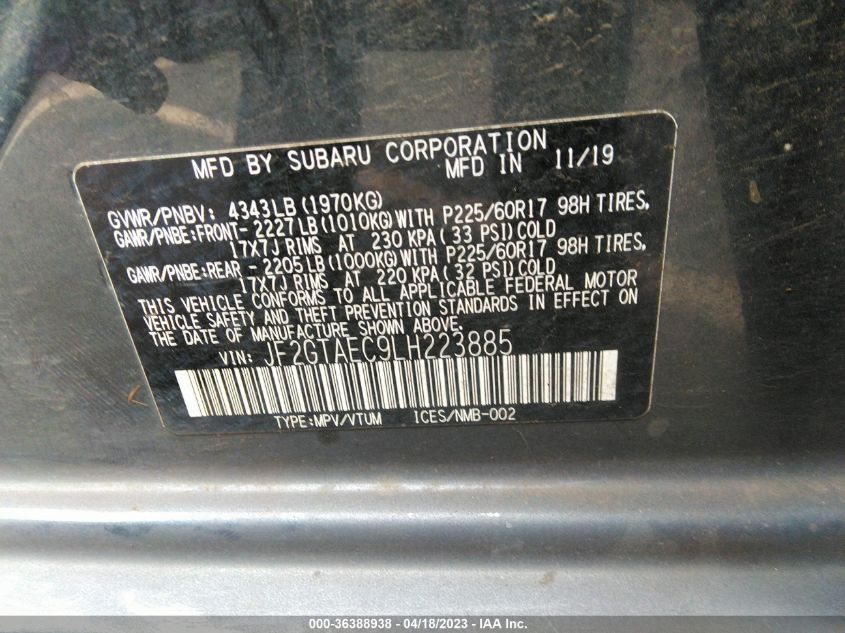 MFD BY SUBARU CORPORATION
MFD IN 11/19
GVWR/PNBV: 4343LB(1970KG)
GAWR/PNBE:FRONT-2227LB(1010KG)WITH P225/60R17 98H TIRES,
17X7J RIMS AT 230 KPA(33 PSI)COLD
GAWR/PNBE:REAR -2205LB(1000KG)WITH P225/60R17 98H TIRES,
17X7J RIMS AT 220 KPA(32 PSI)COLD
THIS VEHICLE CONFORMS TO ALL APPLICABLE FEDERAL MOTOR
VEHICLE SAFETY AND THEFT PREVENTION STANDARDS IN EFFECT ON
THE DATE OF MANUFACTURE SHOWN ABOVE.
VIN: JF2GTAEC9LH223885
TYPE:MPV/VTUM ICES/NMB-002
000-36388938 - 04/18/2023 - IAA Inc.